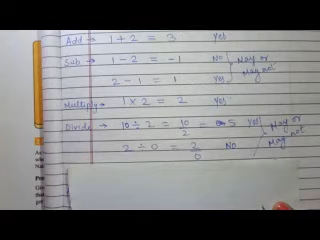 Add → 1 + 2 = 3 Yes
Sub → 1 - 2 = -1 No
2 - 1 = 1 Yes
May or
May not
Multiply → 1 x 2 = 2 Yes
Divide → 10 ÷ 2 = 10/2 = 5 Yes
2 ÷ 0 = 2/0 No
May or
May not